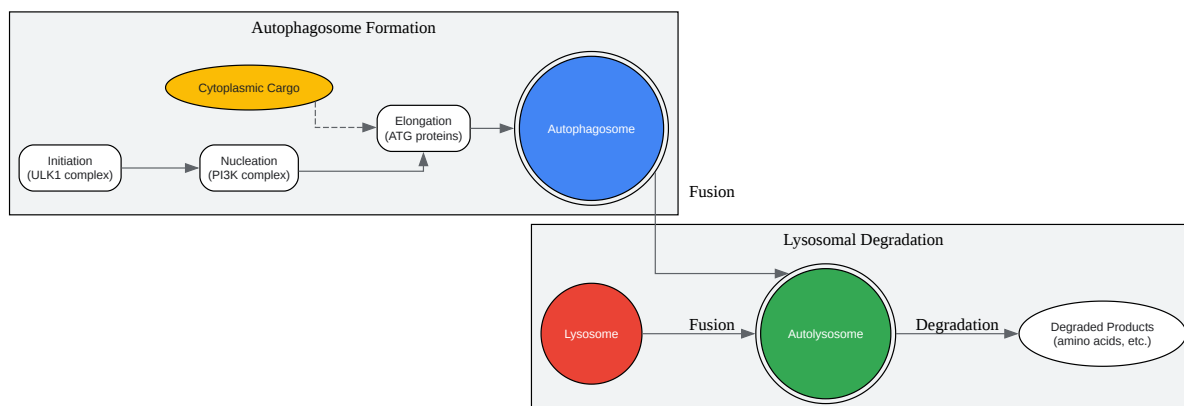 Autophagosome Formation
Cytoplasmic Cargo
Elongation
(ATG proteins)
Autophagosome
Initiation
(ULK1 complex)
Nucleation
(PI3K complex)
Fusion
Lysosomal Degradation
Lysosome
Fusion
Autolysosome
Degradation
Degraded Products
(amino acids, etc.)